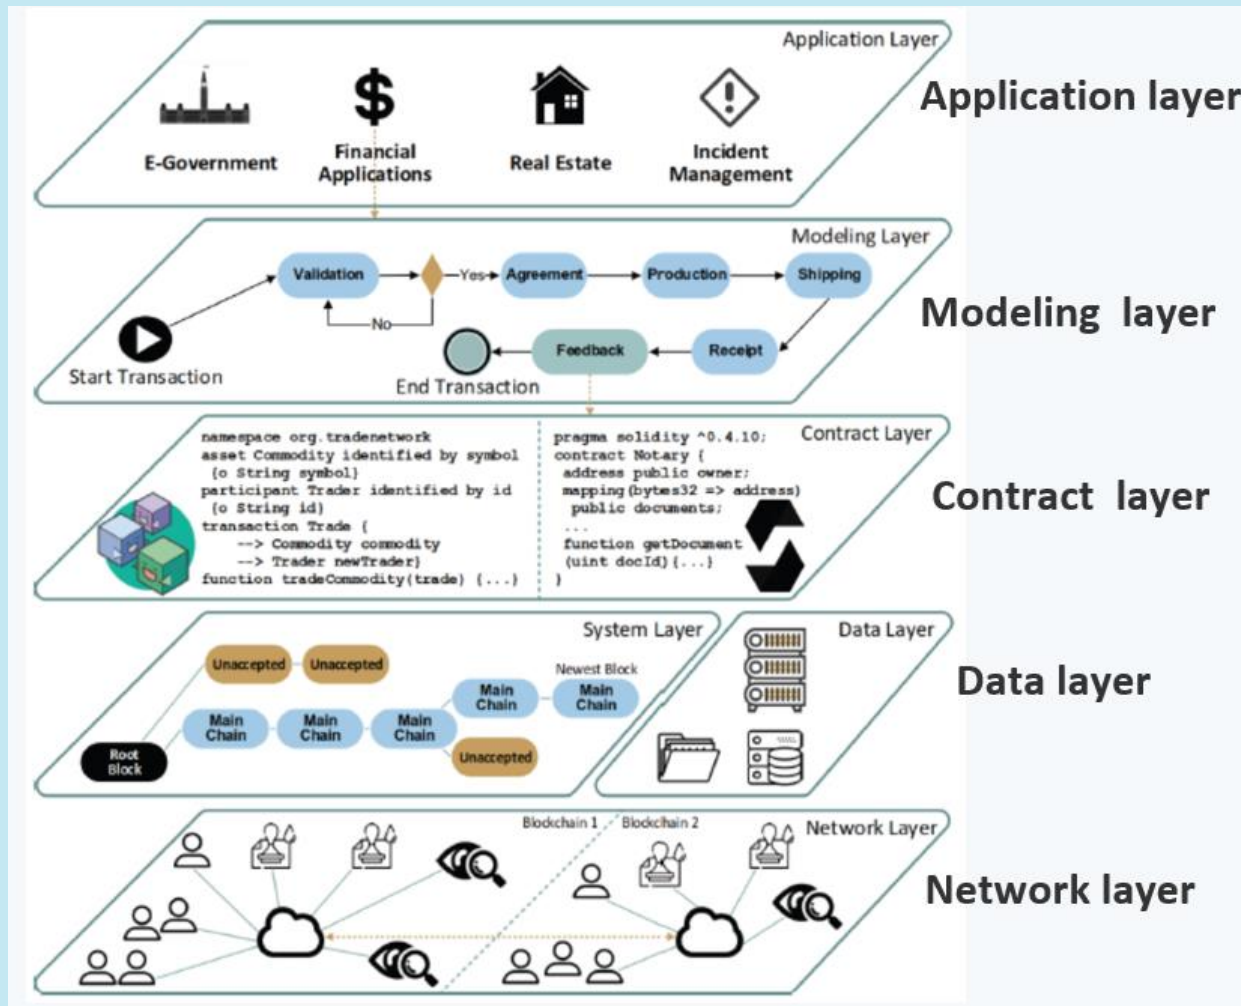 Application Layer
Application layer
E-Government
Financial
Applications
Real Estate
Incident
Management
Modeling Layer
Modeling layer
Validation
Yes
Agreement
Production
Shipping
No
Start Transaction
End Transaction
Feedback
Receipt
Contract Layer
Contract layer
namespace org.tradenetwork
asset Commodity identified by symbol
{o String symbol}
participant Trader identified by id
{o String id}
transaction Trade {
--> Commodity commodity
--> Trader newTrader}
function tradeCommodity(trade) {...}
pragma solidity ^0.4.10;
contract Notary {
address public owner;
mapping(bytes32 => address)
public documents;
...
function getDocument
(uint docId){...}
}
System Layer
Data Layer
Data layer
Unaccepted
Unaccepted
Newest Block
Main
Chain
Main
Chain
Main
Chain
Main
Chain
Main
Chain
Unaccepted
Root
Block
Blockchain 1
Blockclhain 2
Network Layer
Network layer